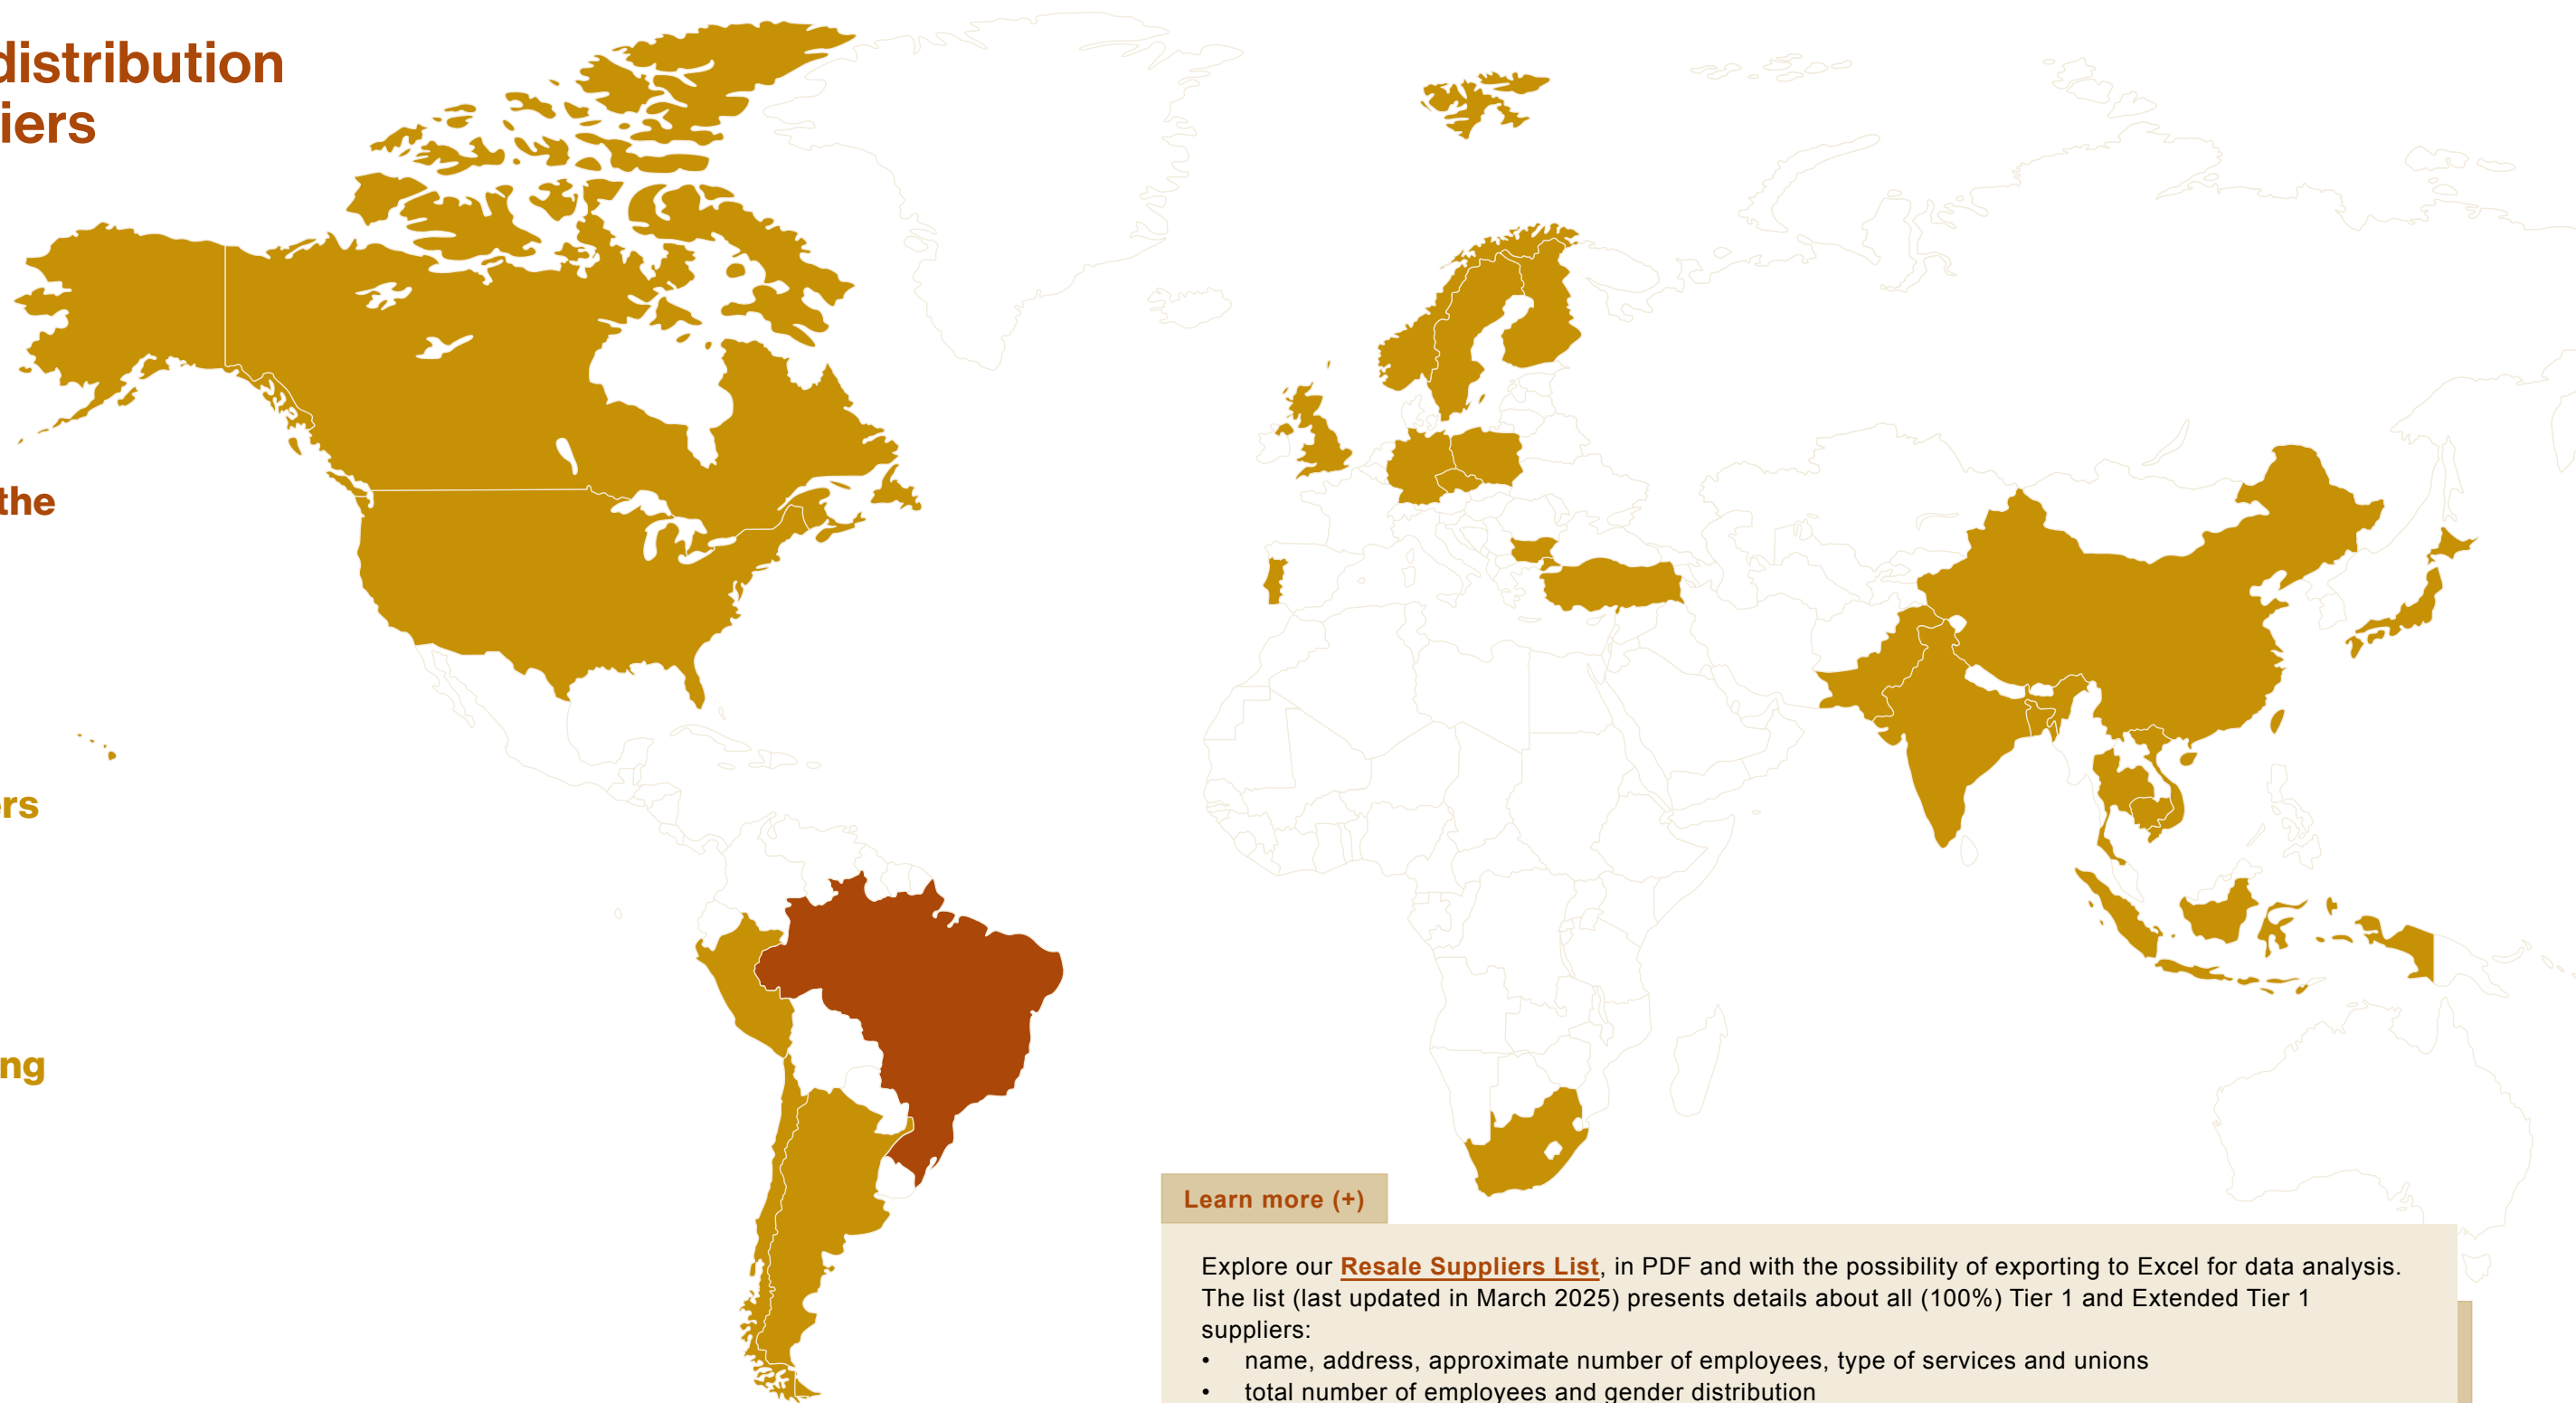 distribution
iers
the
rs
ng
Learn more (+)
Explore our Resale Suppliers List, in PDF and with the possibility of exporting to Excel for data analysis.
The list (last updated in March 2025) presents details about all (100%) Tier 1 and Extended Tier 1
suppliers:
• name, address, approximate number of employees, type of services and unions
• total number of employees and gender distribution